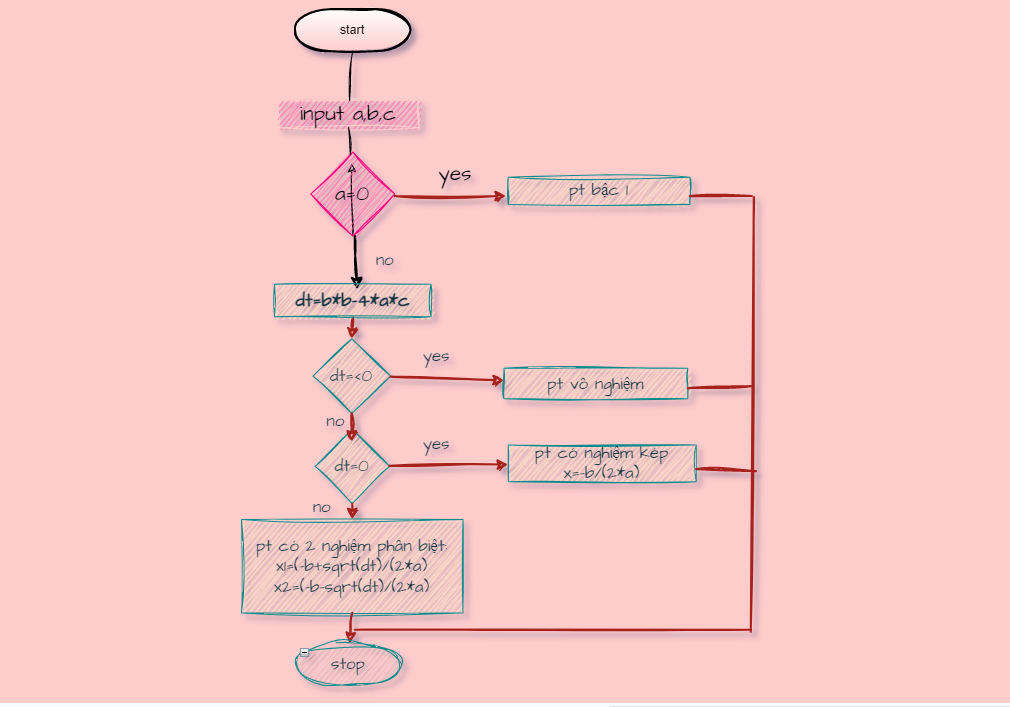 start
input a,b,c
a=0
yes
pt bậc 1
no
dt=b*b-4*a*c
dt=<0
yes
pt vô nghiệm
no
dt=0
yes
pt có nghiệm kép
x=-b/(2*a)
no
pt có 2 nghiệm phân biệt:
x1=(-b+sqrt(dt)/(2*a)
x2=(-b-sqrt(dt)/(2*a)
stop